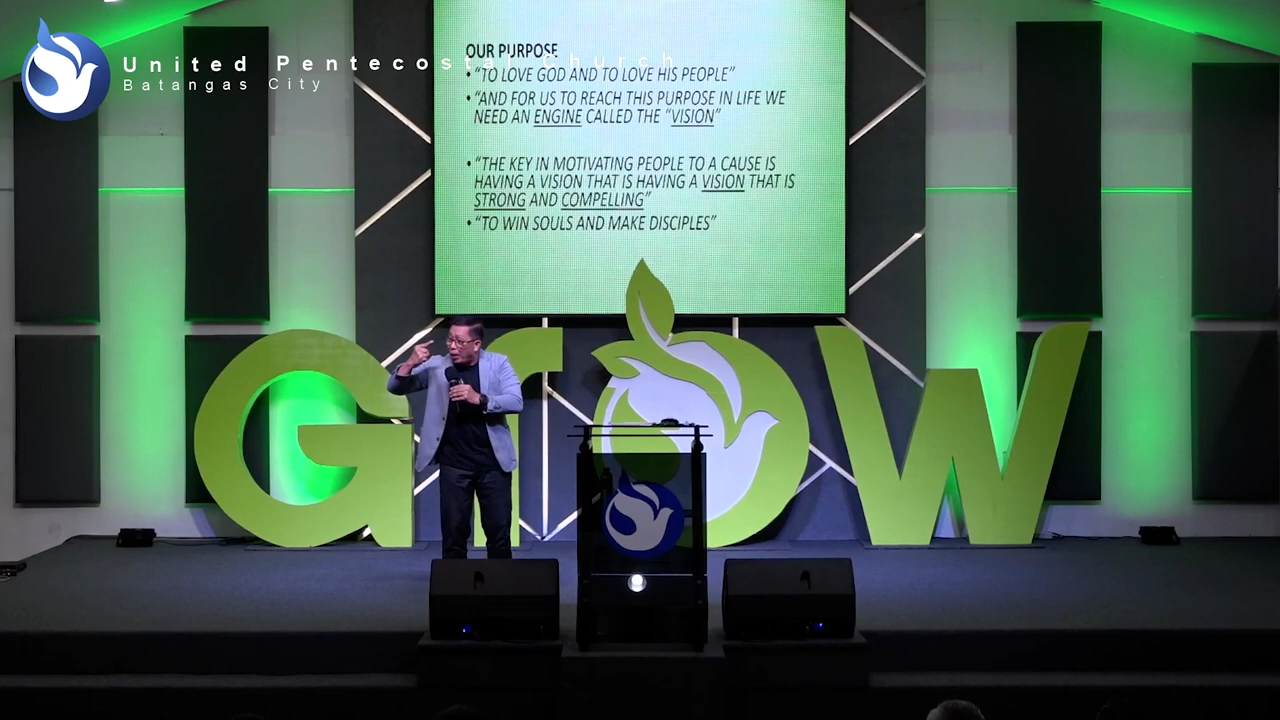 United Pentecostal Church
Batangas City
OUR PURPOSE
• “TO LOVE GOD AND TO LOVE HIS PEOPLE”
• “AND FOR US TO REACH THIS PURPOSE IN LIFE WE
NEED AN ENGINE CALLED THE “VISION”
• “THE KEY IN MOTIVATING PEOPLE TO A CAUSE IS
HAVING A VISION THAT IS HAVING A VISION THAT IS
STRONG AND COMPELLING”
• “TO WIN SOULS AND MAKE DISCIPLES”
GrOW